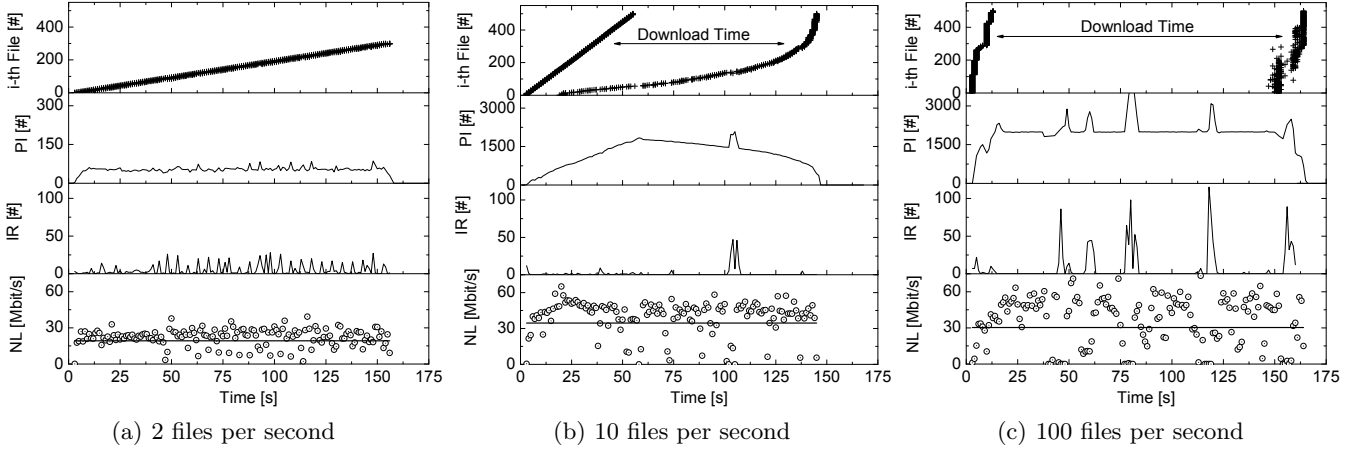 i-th File [#]
400
200
0
PI [#]
300
150
0
IR [#]
100
50
0
NL [Mbit/s]
60
30
0
0 25 50 75 100 125 150 175
Time [s]
(a) 2 files per second
i-th File [#]
400
200
0
Download Time
PI [#]
3000
1500
0
IR [#]
100
50
0
NL [Mbit/s]
60
30
0
0 25 50 75 100 125 150 175
Time [s]
(b) 10 files per second
i-th File [#]
400
200
0
Download Time
PI [#]
3000
1500
0
IR [#]
100
50
0
NL [Mbit/s]
60
30
0
0 25 50 75 100 125 150 175
Time [s]
(c) 100 files per second